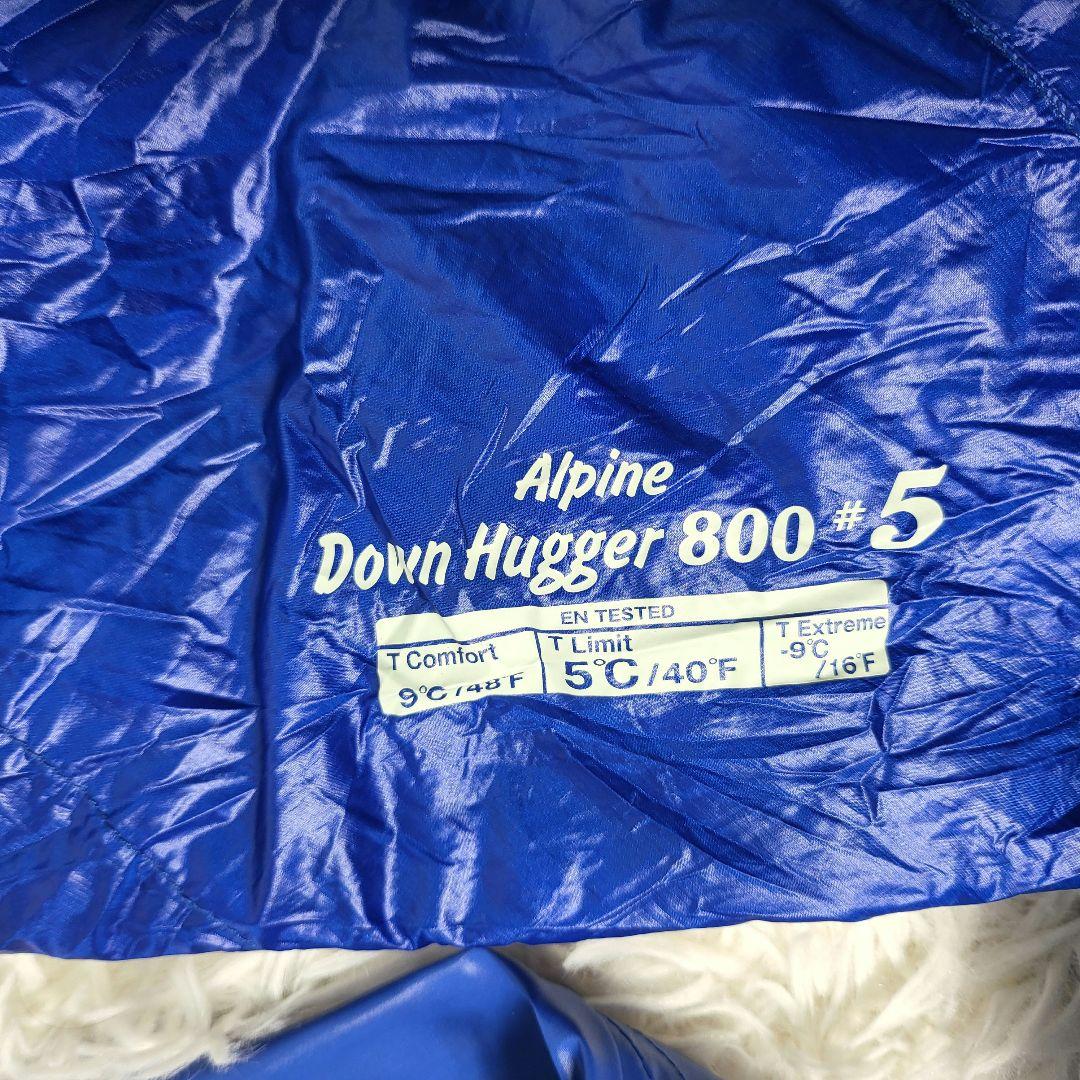 Alpine
Down Hugger 800 #5
EN TESTED
T Comfort
9°C/48°F
T Limit
5°C/40°F
T Extreme
-9°C
/16°F